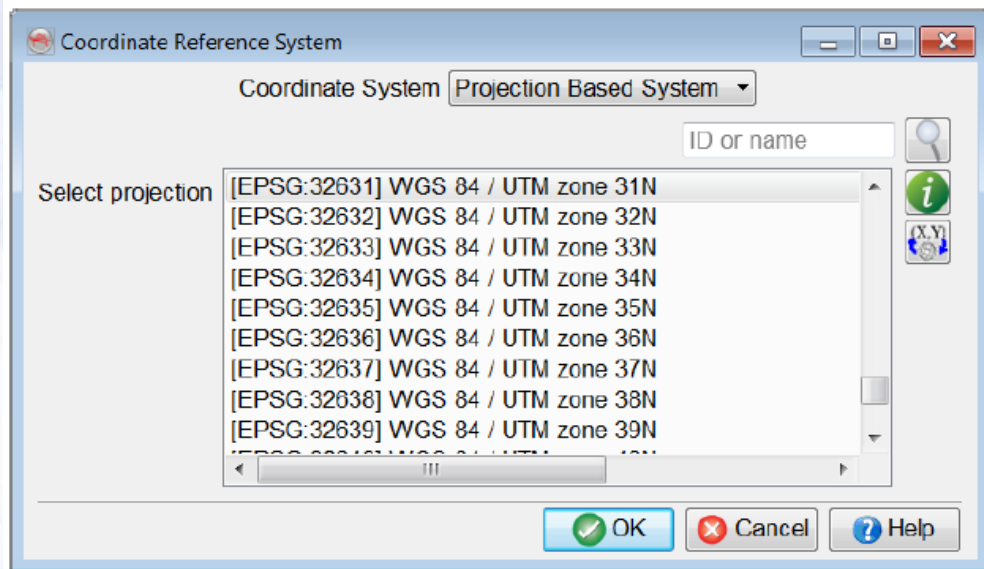 Coordinate Reference System
Coordinate System Projection Based System
ID or name
Select projection [EPSG:32631] WGS 84 / UTM zone 31N
[EPSG:32632] WGS 84 / UTM zone 32N
[EPSG:32633] WGS 84 / UTM zone 33N
[EPSG:32634] WGS 84 / UTM zone 34N
[EPSG:32635] WGS 84 / UTM zone 35N
[EPSG:32636] WGS 84 / UTM zone 36N
[EPSG:32637] WGS 84 / UTM zone 37N
[EPSG:32638] WGS 84 / UTM zone 38N
[EPSG:32639] WGS 84 / UTM zone 39N
(X,Y)
OK Cancel Help